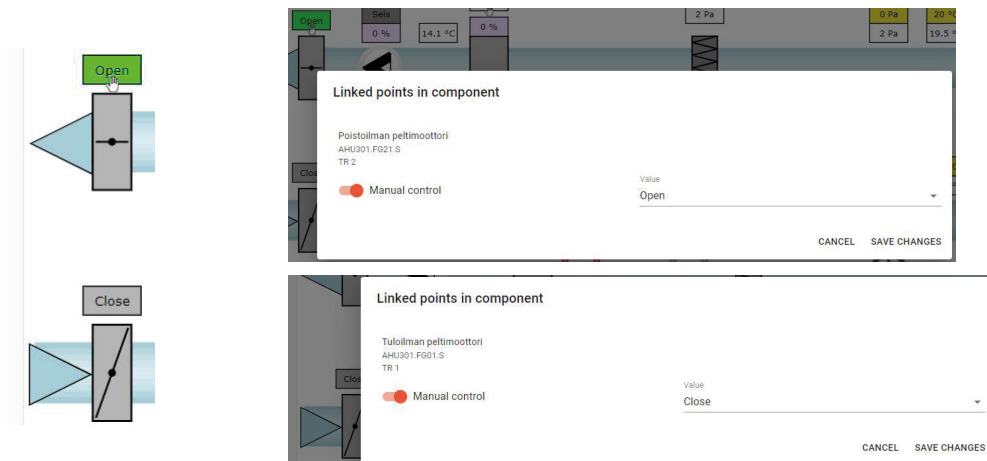 Open
Close
Open
Seis
0 %
14.1 °C
0 %
2 Pa
0 Pa
2 Pa
20 °C
19.5 °
Linked points in component
Poistoilman peltimoottori
AHU301.FG21.S
TR 2
Manual control
Value
Open
CANCEL SAVE CHANGES
Clos
Linked points in component
Tuloilman peltimoottori
AHU301.FG01.S
TR 1
Manual control
Value
Close
CANCEL SAVE CHANGES
Clos